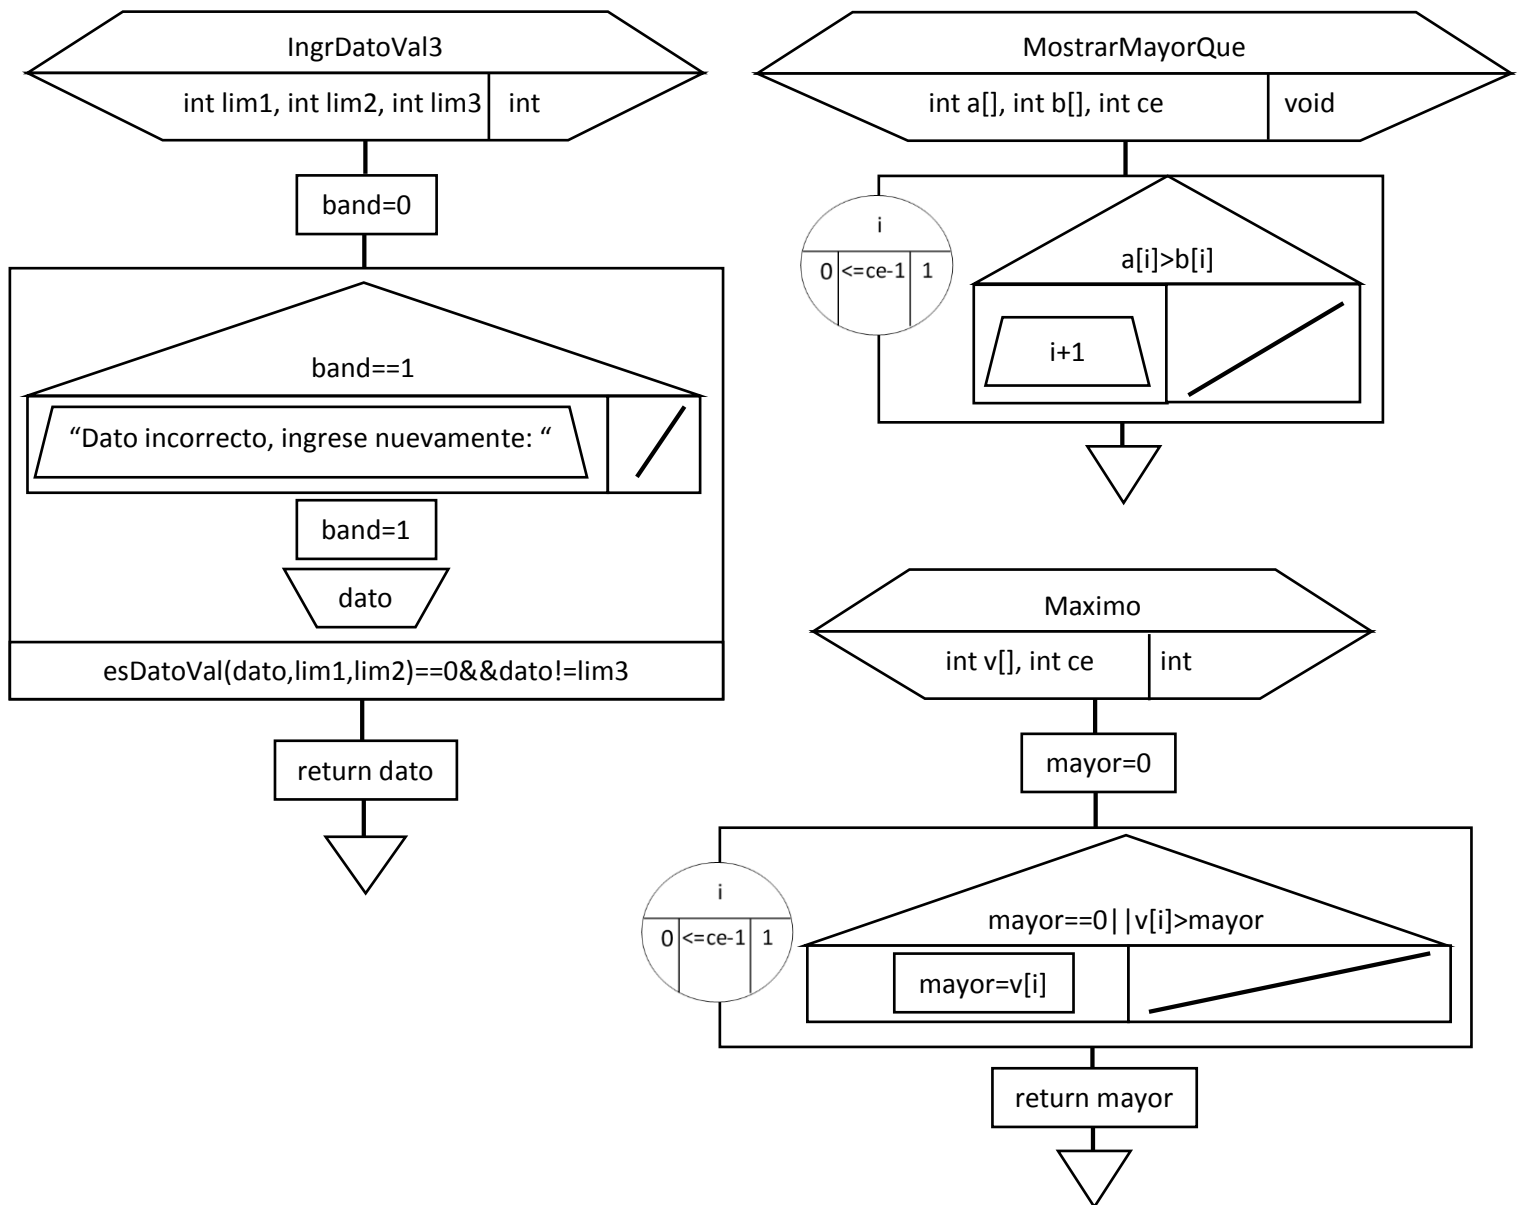 IngrDatoVal3
int lim1, int lim2, int lim3 int
band=0
band==1
“Dato incorrecto, ingrese nuevamente: “
band=1
dato
esDatoVal(dato,lim1,lim2)==0&&dato!=lim3
return dato
MostrarMayorQue
int a[], int b[], int ce void
i
0 <=ce-1 1
a[i]>b[i]
i+1
Maximo
int v[], int ce int
mayor=0
i
0 <=ce-1 1
mayor==0||v[i]>mayor
mayor=v[i]
return mayor